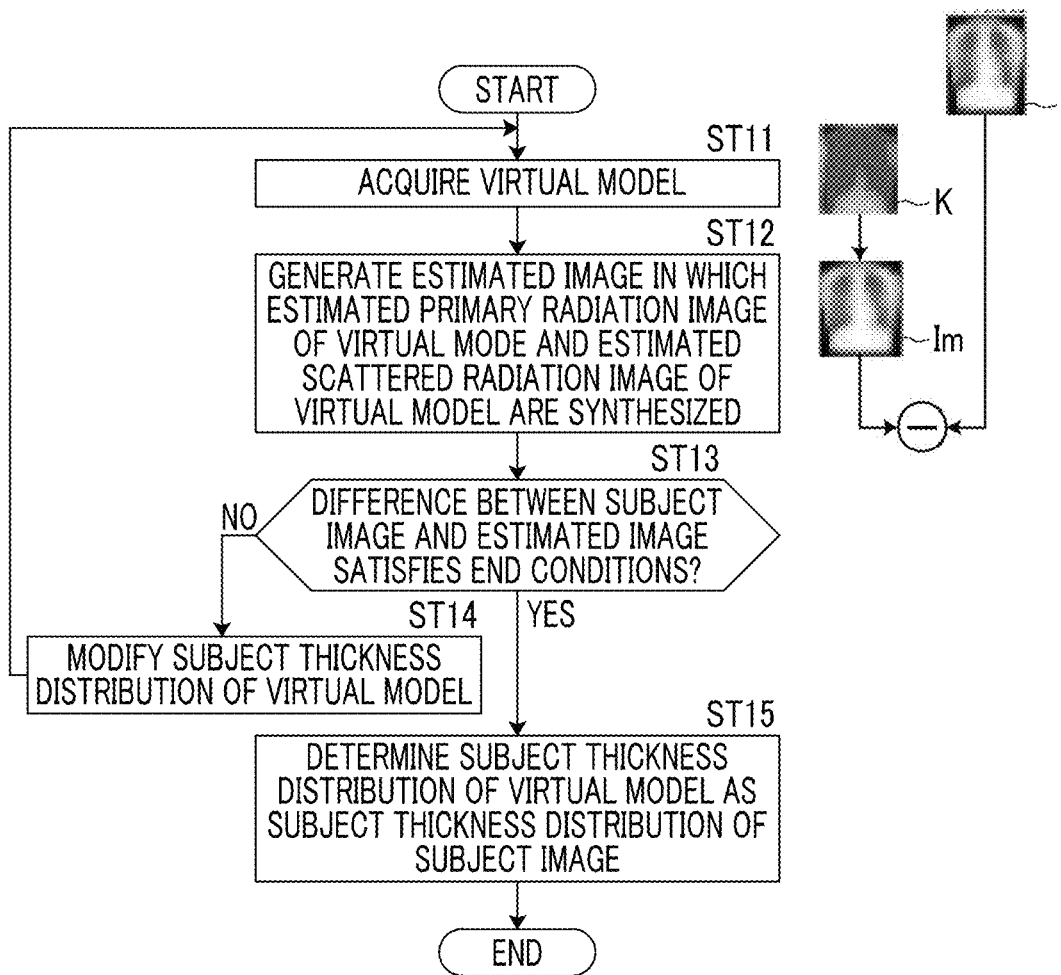 START
ST11
ACQUIRE VIRTUAL MODEL
K
ST12
GENERATE ESTIMATED IMAGE IN WHICH
ESTIMATED PRIMARY RADIATION IMAGE
OF VIRTUAL MODE AND ESTIMATED
SCATTERED RADIATION IMAGE OF
VIRTUAL MODEL ARE SYNTHESIZED
Im
ST13
DIFFERENCE BETWEEN SUBJECT
IMAGE AND ESTIMATED IMAGE
SATISFIES END CONDITIONS?
NO
YES
ST14
MODIFY SUBJECT THICKNESS
DISTRIBUTION OF VIRTUAL MODEL
ST15
DETERMINE SUBJECT THICKNESS
DISTRIBUTION OF VIRTUAL MODEL AS
SUBJECT THICKNESS DISTRIBUTION OF
SUBJECT IMAGE
END